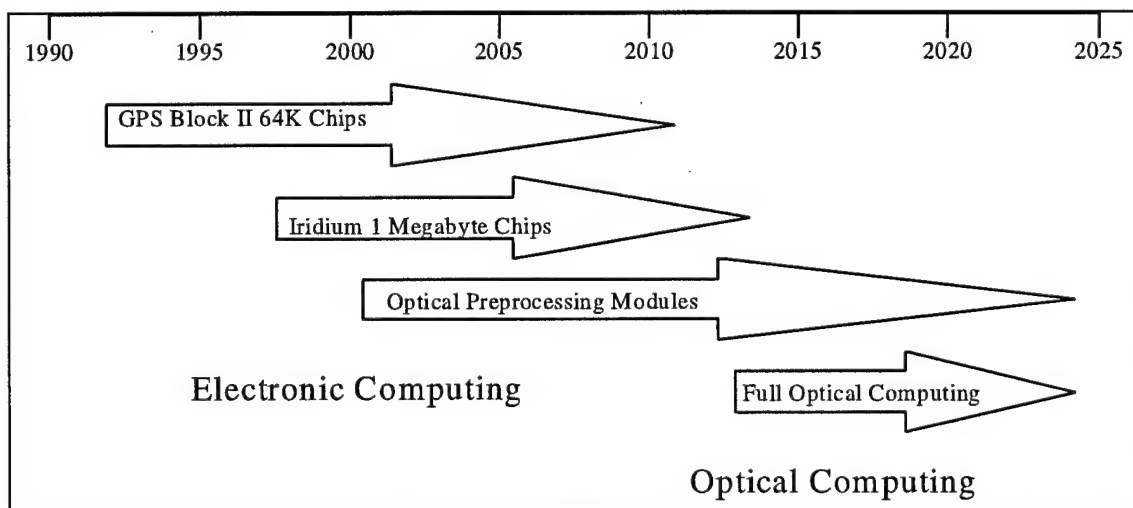 1990 1995 2000 2005 2010 2015 2020 2025
GPS Block II 64K Chips
Iridium 1 Megabyte Chips
Optical Preprocessing Modules
Electronic Computing
Full Optical Computing
Optical Computing